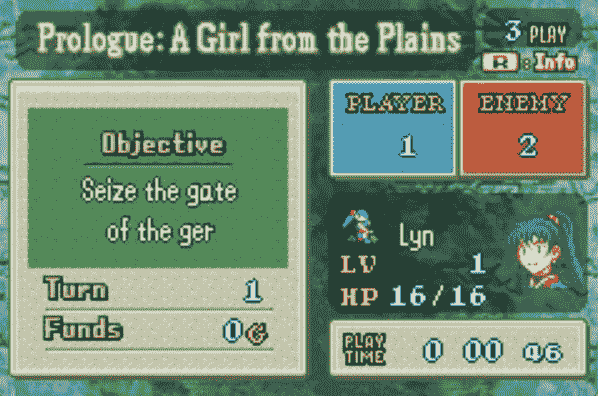 Prologue: A Girl from the Plains
3 PLAY
R : Info
PLAYER
1
ENEMY
2
Objective
Seize the gate
of the ger
Turn 1
Funds 0G
Lyn
LV 1
HP 16/16
PLAY
TIME
0 00 46